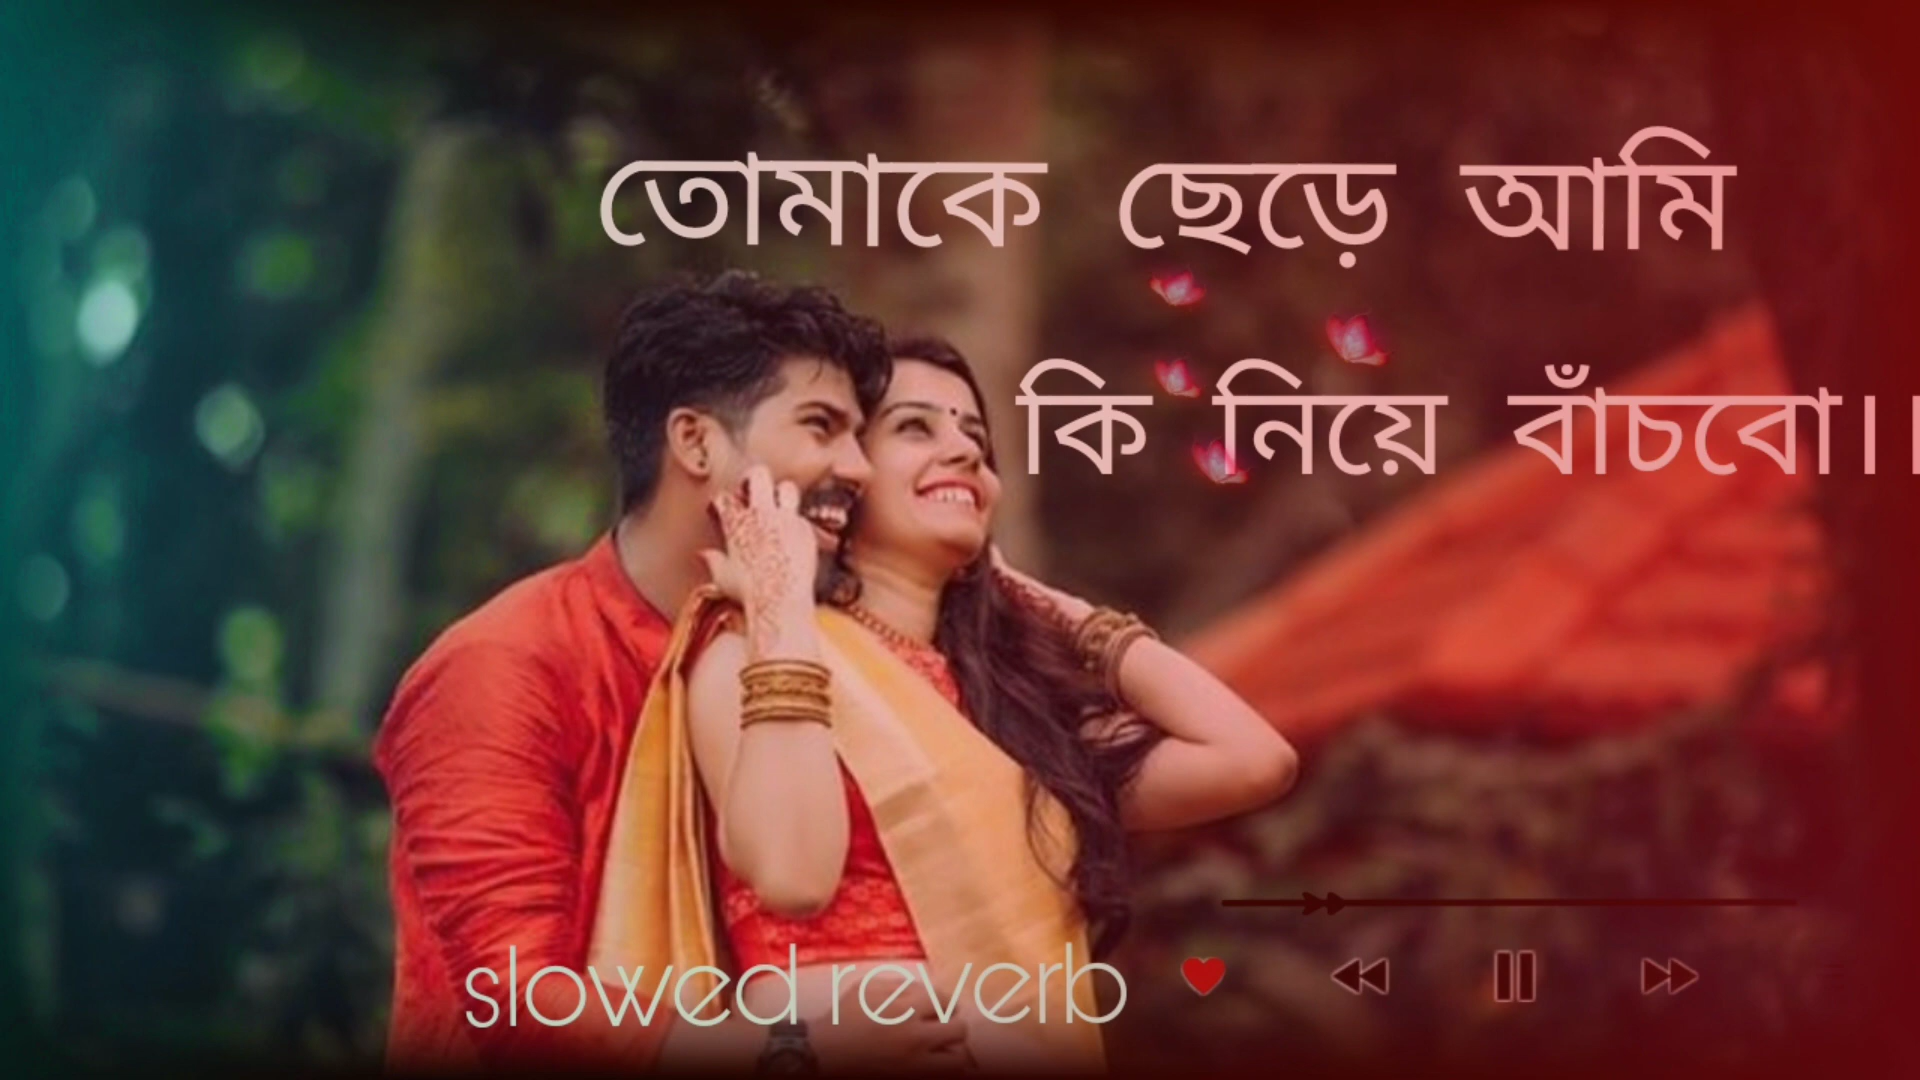 তোমাকে ছেড়ে আমি
কি নিয়ে বাঁচবো।।
slowed reverb